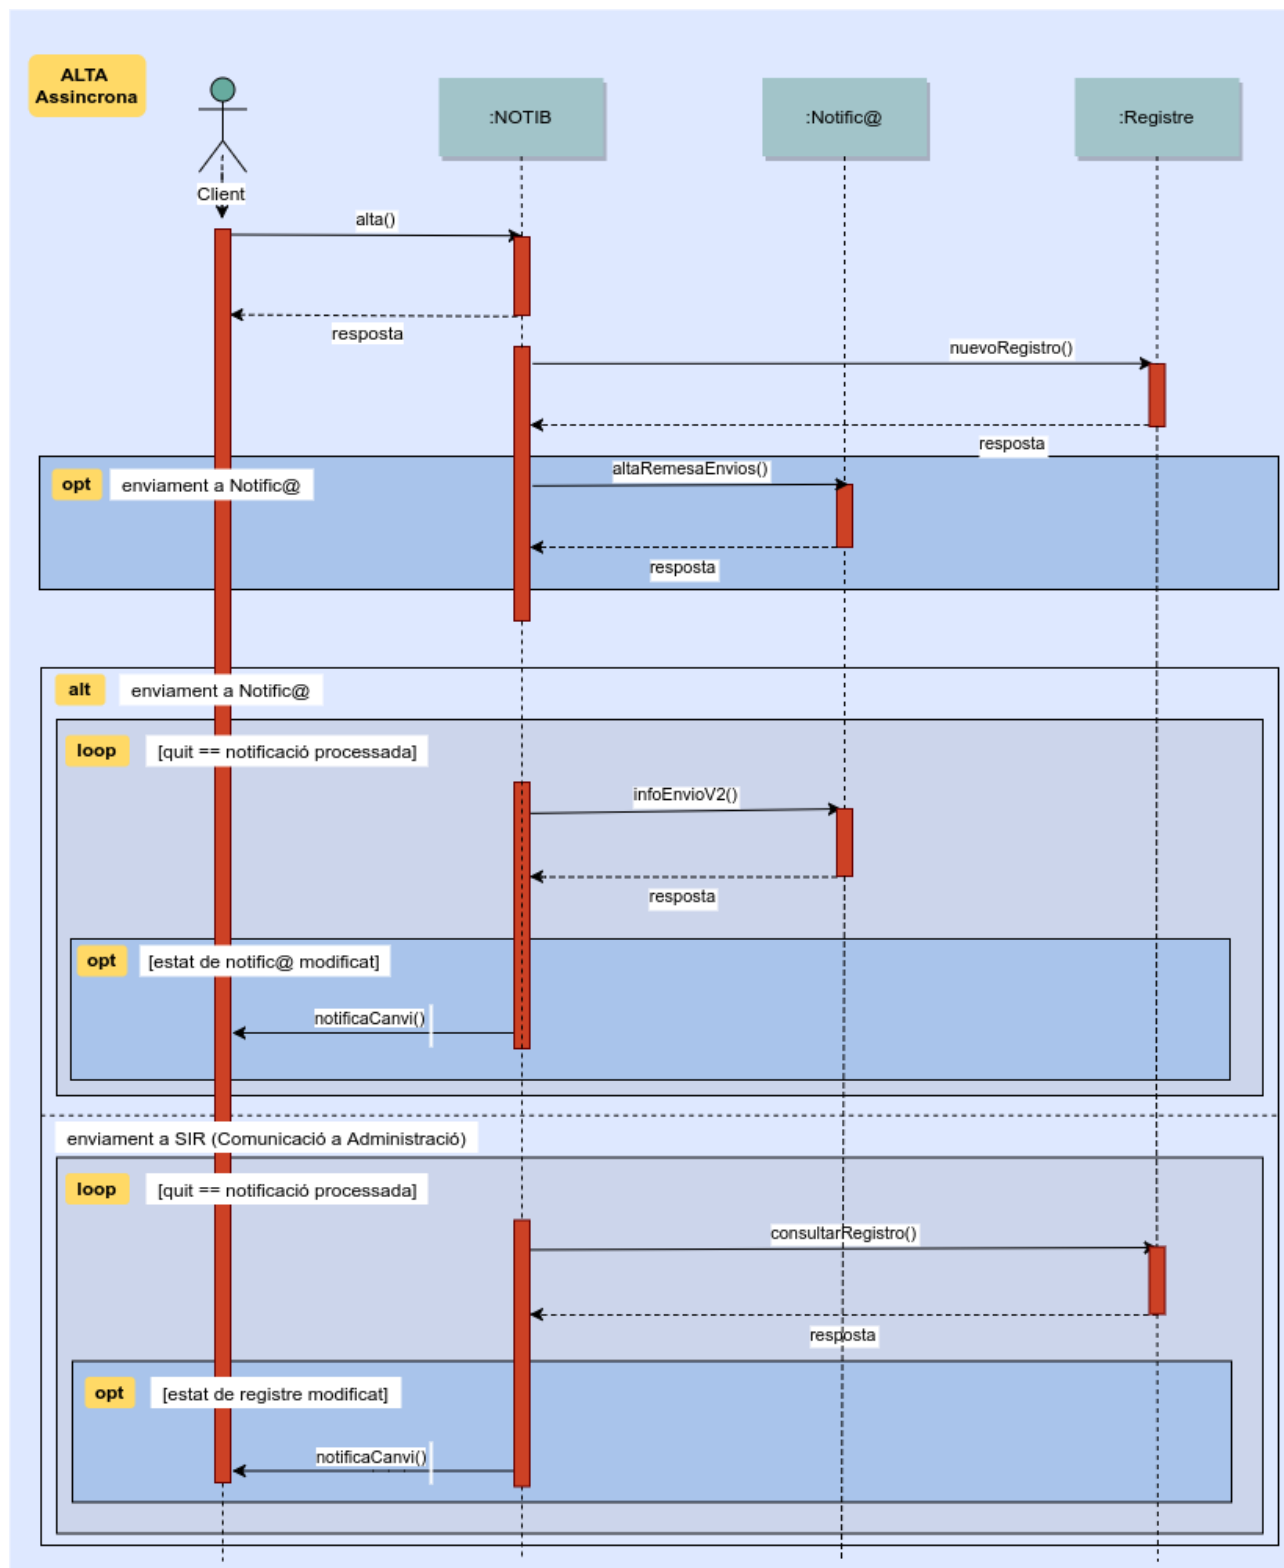 ALTA
Assincrona
:NOTIB
:Notific@
:Registre
Client
alta()
resposta
nuevoRegistro()
resposta
opt
enviament a Notific@
altaRemesaEnvios()
resposta
alt
enviament a Notific@
loop
[quit == notificació processada]
infoEnvioV2()
resposta
opt
[estat de notific@ modificat]
notificaCanvi()
enviament a SIR (Comunicació a Administració)
loop
[quit == notificació processada]
consultarRegistro()
resposta
opt
[estat de registre modificat]
notificaCanvi()